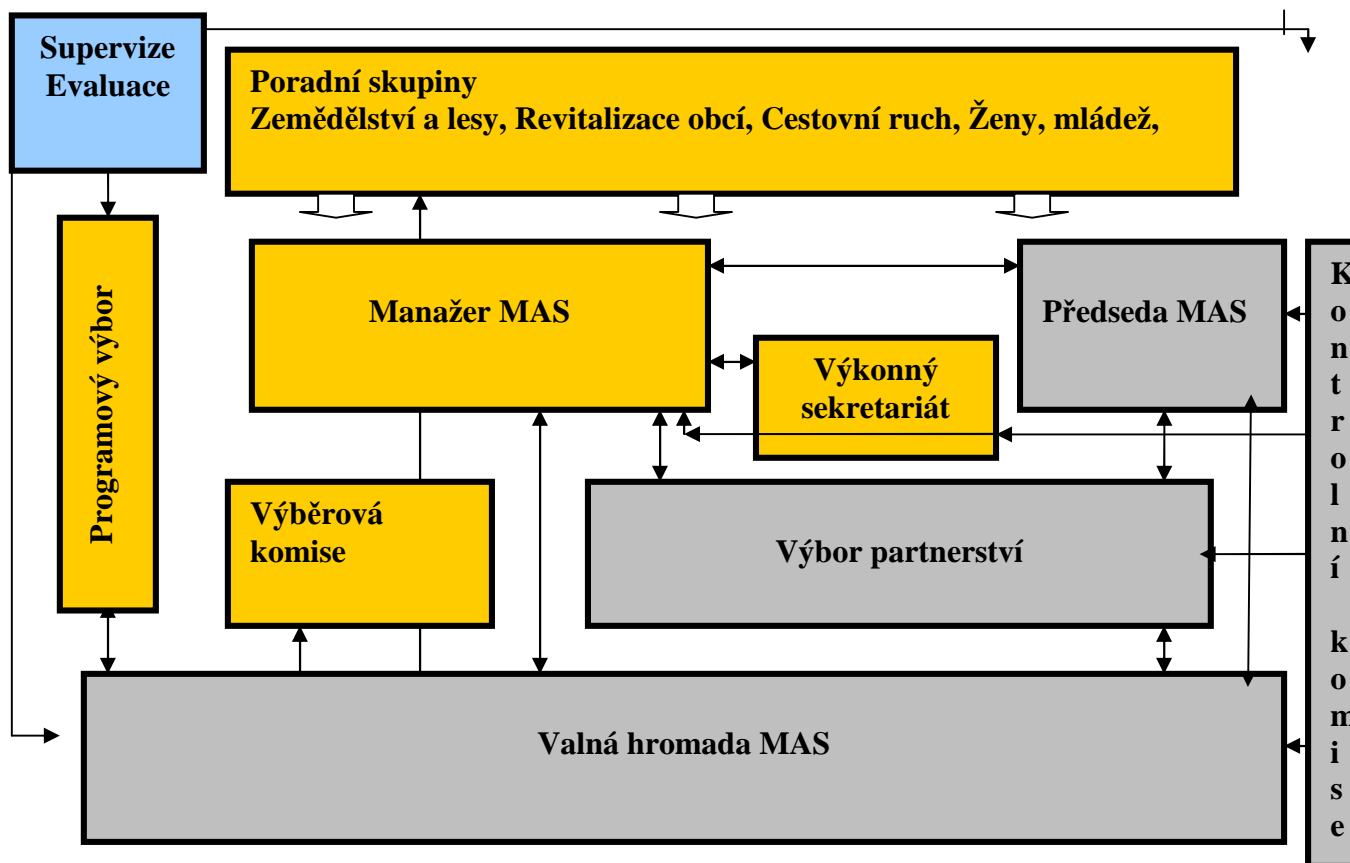 Supervize
Evaluace
Poradní skupiny
Zemědělství a lesy, Revitalizace obcí, Cestovní ruch, Ženy, mládež,
Programový výbor
Manažer MAS
Předseda MAS
Výkonný
sekretariát
Výběrová
komise
Výbor partnerství
Valná hromada MAS
K
o
n
t
r
o
l
n
í
k
o
m
i
s
e